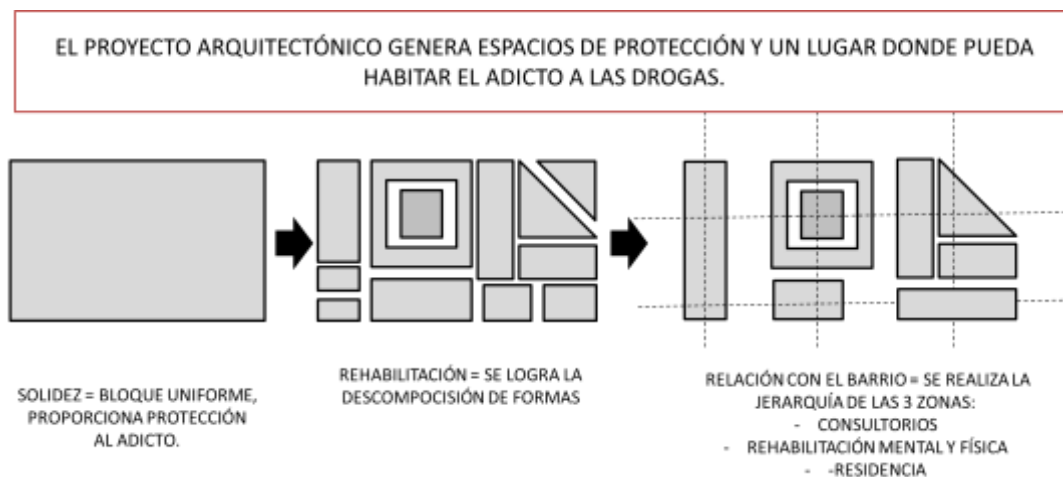 EL PROYECTO ARQUITECTÓNICO GENERA ESPACIOS DE PROTECCIÓN Y UN LUGAR DONDE PUEDA
HABITAR EL ADICTO A LAS DROGAS.
SOLIDEZ = BLOQUE UNIFORME,
PROPORCIONA PROTECCIÓN
AL ADICTO.
REHABILITACIÓN = SE LOGRA LA
DESCOMPOCISIÓN DE FORMAS
RELACIÓN CON EL BARRIO = SE REALIZA LA
JERARQUÍA DE LAS 3 ZONAS:
- CONSULTORIOS
- REHABILITACIÓN MENTAL Y FÍSICA
- -RESIDENCIA